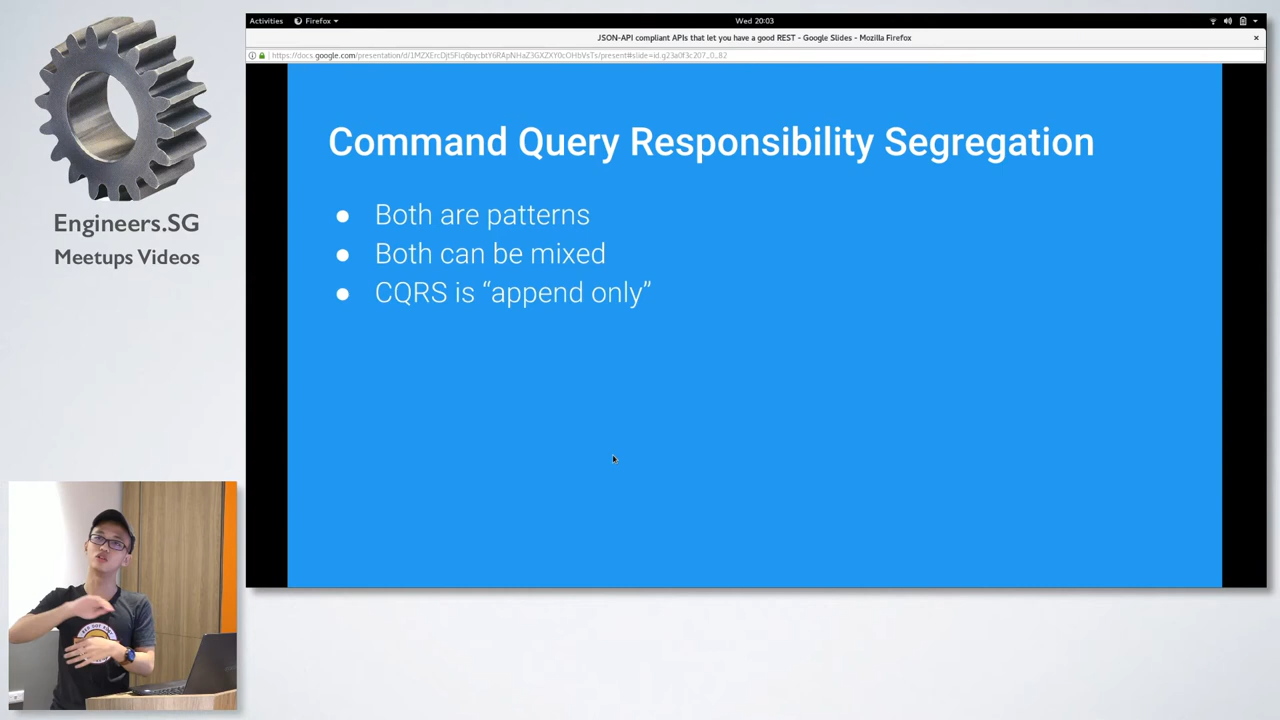 Activities
Firefox
Wed 20:03
JSON-API compliant APIs that let you have a good REST - Google Slides - Mozilla Firefox
Command Query Responsibility Segregation
● Both are patterns
● Both can be mixed
● CQRS is “append only”
Engineers.SG
Meetups Videos